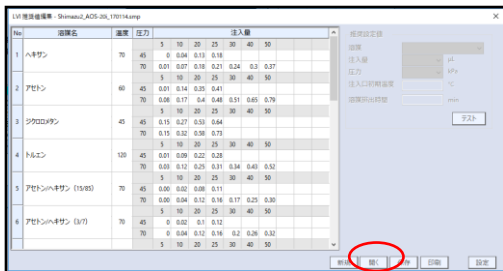 LVI 推奨値編集 - Shimazu2_AOS-20i_170114.smp
No 溶媒名 温度 圧力 注入量
5 10 20 25 30 40 50
1 ヘキサン 70 45 0 0.04 0.13 0.18
70 0.01 0.07 0.18 0.21 0.24 0.3 0.37
5 10 20 25 30 40 50
2 アセトン 60 45 0.01 0.14 0.35 0.41
70 0.08 0.17 0.4 0.48 0.51 0.65 0.79
5 10 20 25 30 40 50
3 ジクロロメタン 45 45 0.15 0.27 0.53 0.64
70 0.15 0.32 0.58 0.73
5 10 20 25 30 40 50
4 トルエン 120 45 0.01 0.09 0.22 0.28
70 0.03 0.12 0.25 0.31 0.34 0.43 0.52
5 10 20 25 30 40 50
5 アセトン/ヘキサン (15/85) 70 45 0.00 0.02 0.08 0.11
70 0.00 0.04 0.12 0.16 0.17 0.25 0.30
5 10 20 25 30 40 50
6 アセトン/ヘキサン (3/7) 70 45 0 0.02 0.1 0.12
70 0 0.04 0.12 0.16 0.2 0.26 0.32
5 10 20 25 30 40 50
推奨設定値
溶媒
注入量 μL
圧力 kPa
注入口初期温度 ℃
溶媒排出時間 min
テスト
新規 開く 保存 印刷 設定